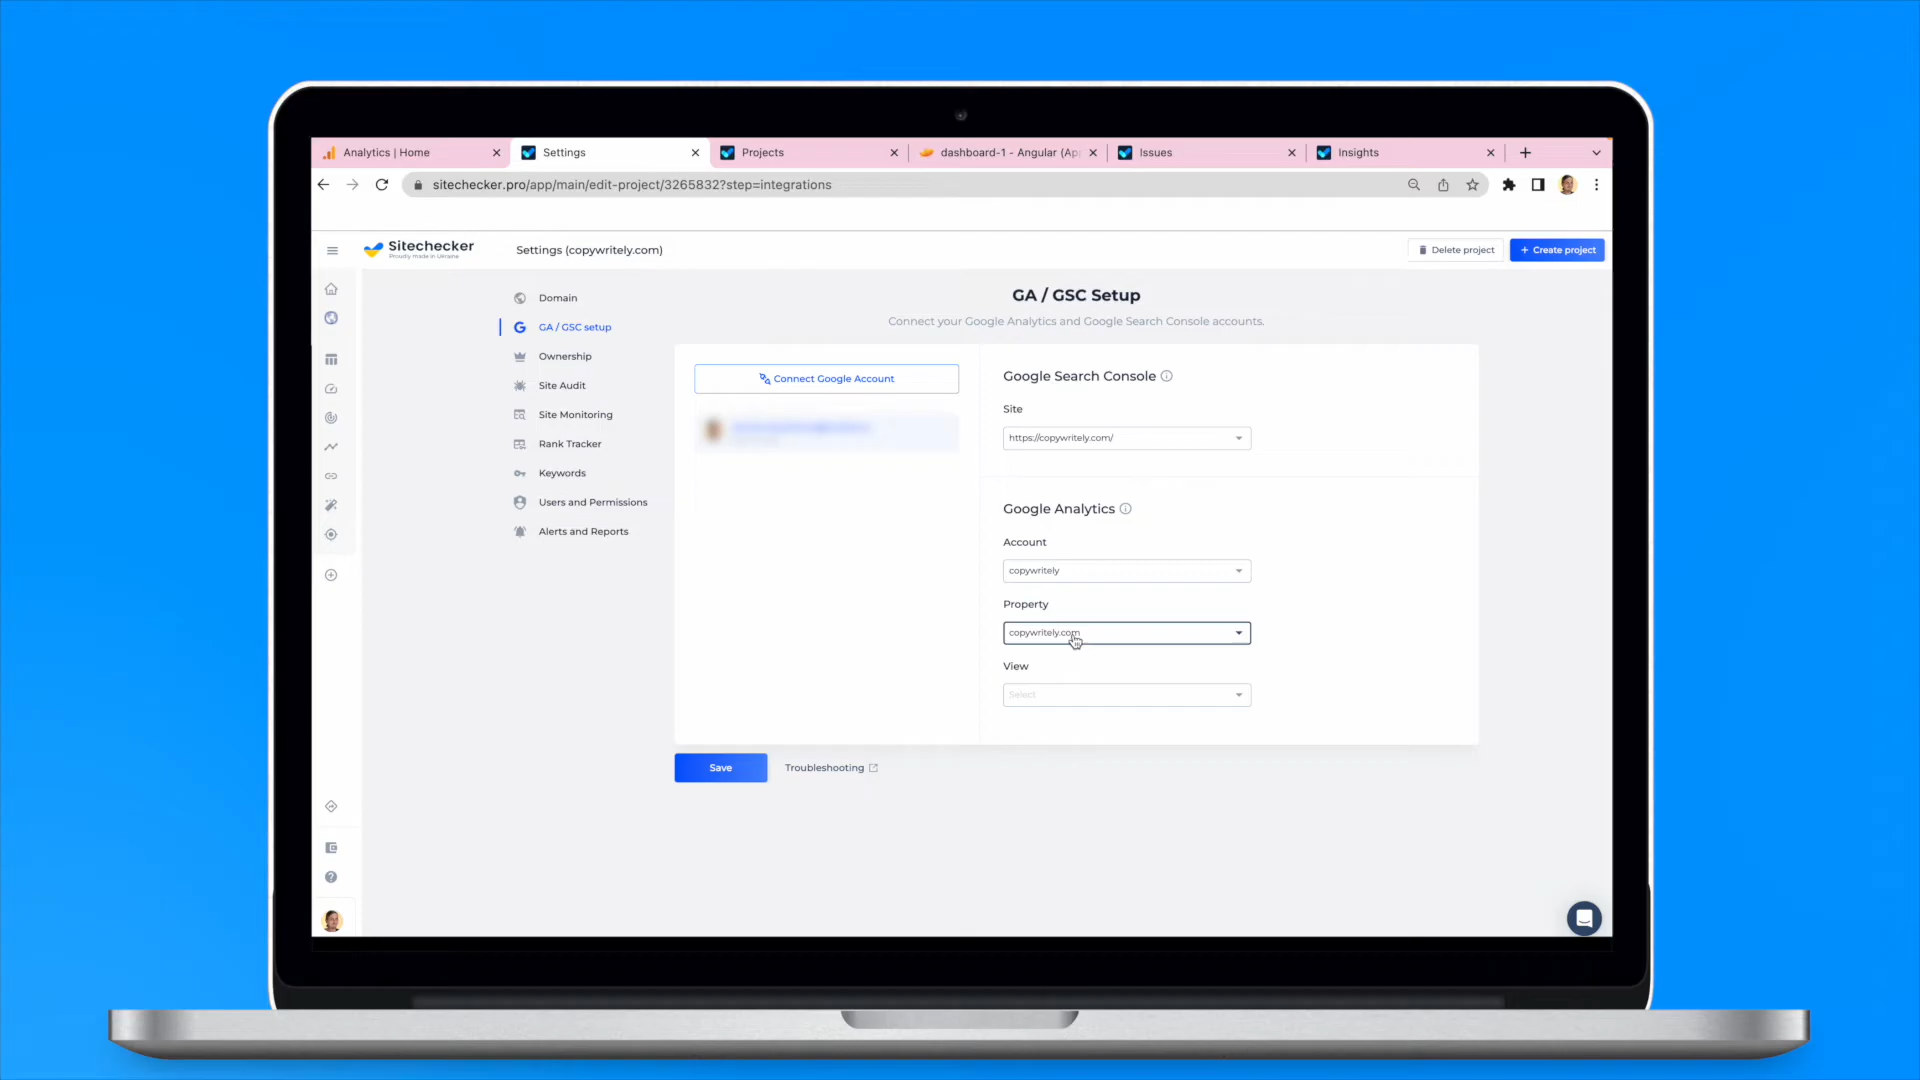 Analytics | Home
Settings
Projects
dashboard-1 - Angular (Ap
Issues
Insights
sitechecker.pro/app/main/edit-project/3265832?step=integrations
Sitechecker
Proudly made in Ukraine
Settings (copywritely.com)
Delete project
+ Create project
Domain
GA / GSC setup
Ownership
Site Audit
Site Monitoring
Rank Tracker
Keywords
Users and Permissions
Alerts and Reports
GA / GSC Setup
Connect your Google Analytics and Google Search Console accounts.
Connect Google Account
Google Search Console
Site
https://copywritely.com/
Google Analytics
Account
copywritely
Property
copywritely.com
View
Select
Save
Troubleshooting